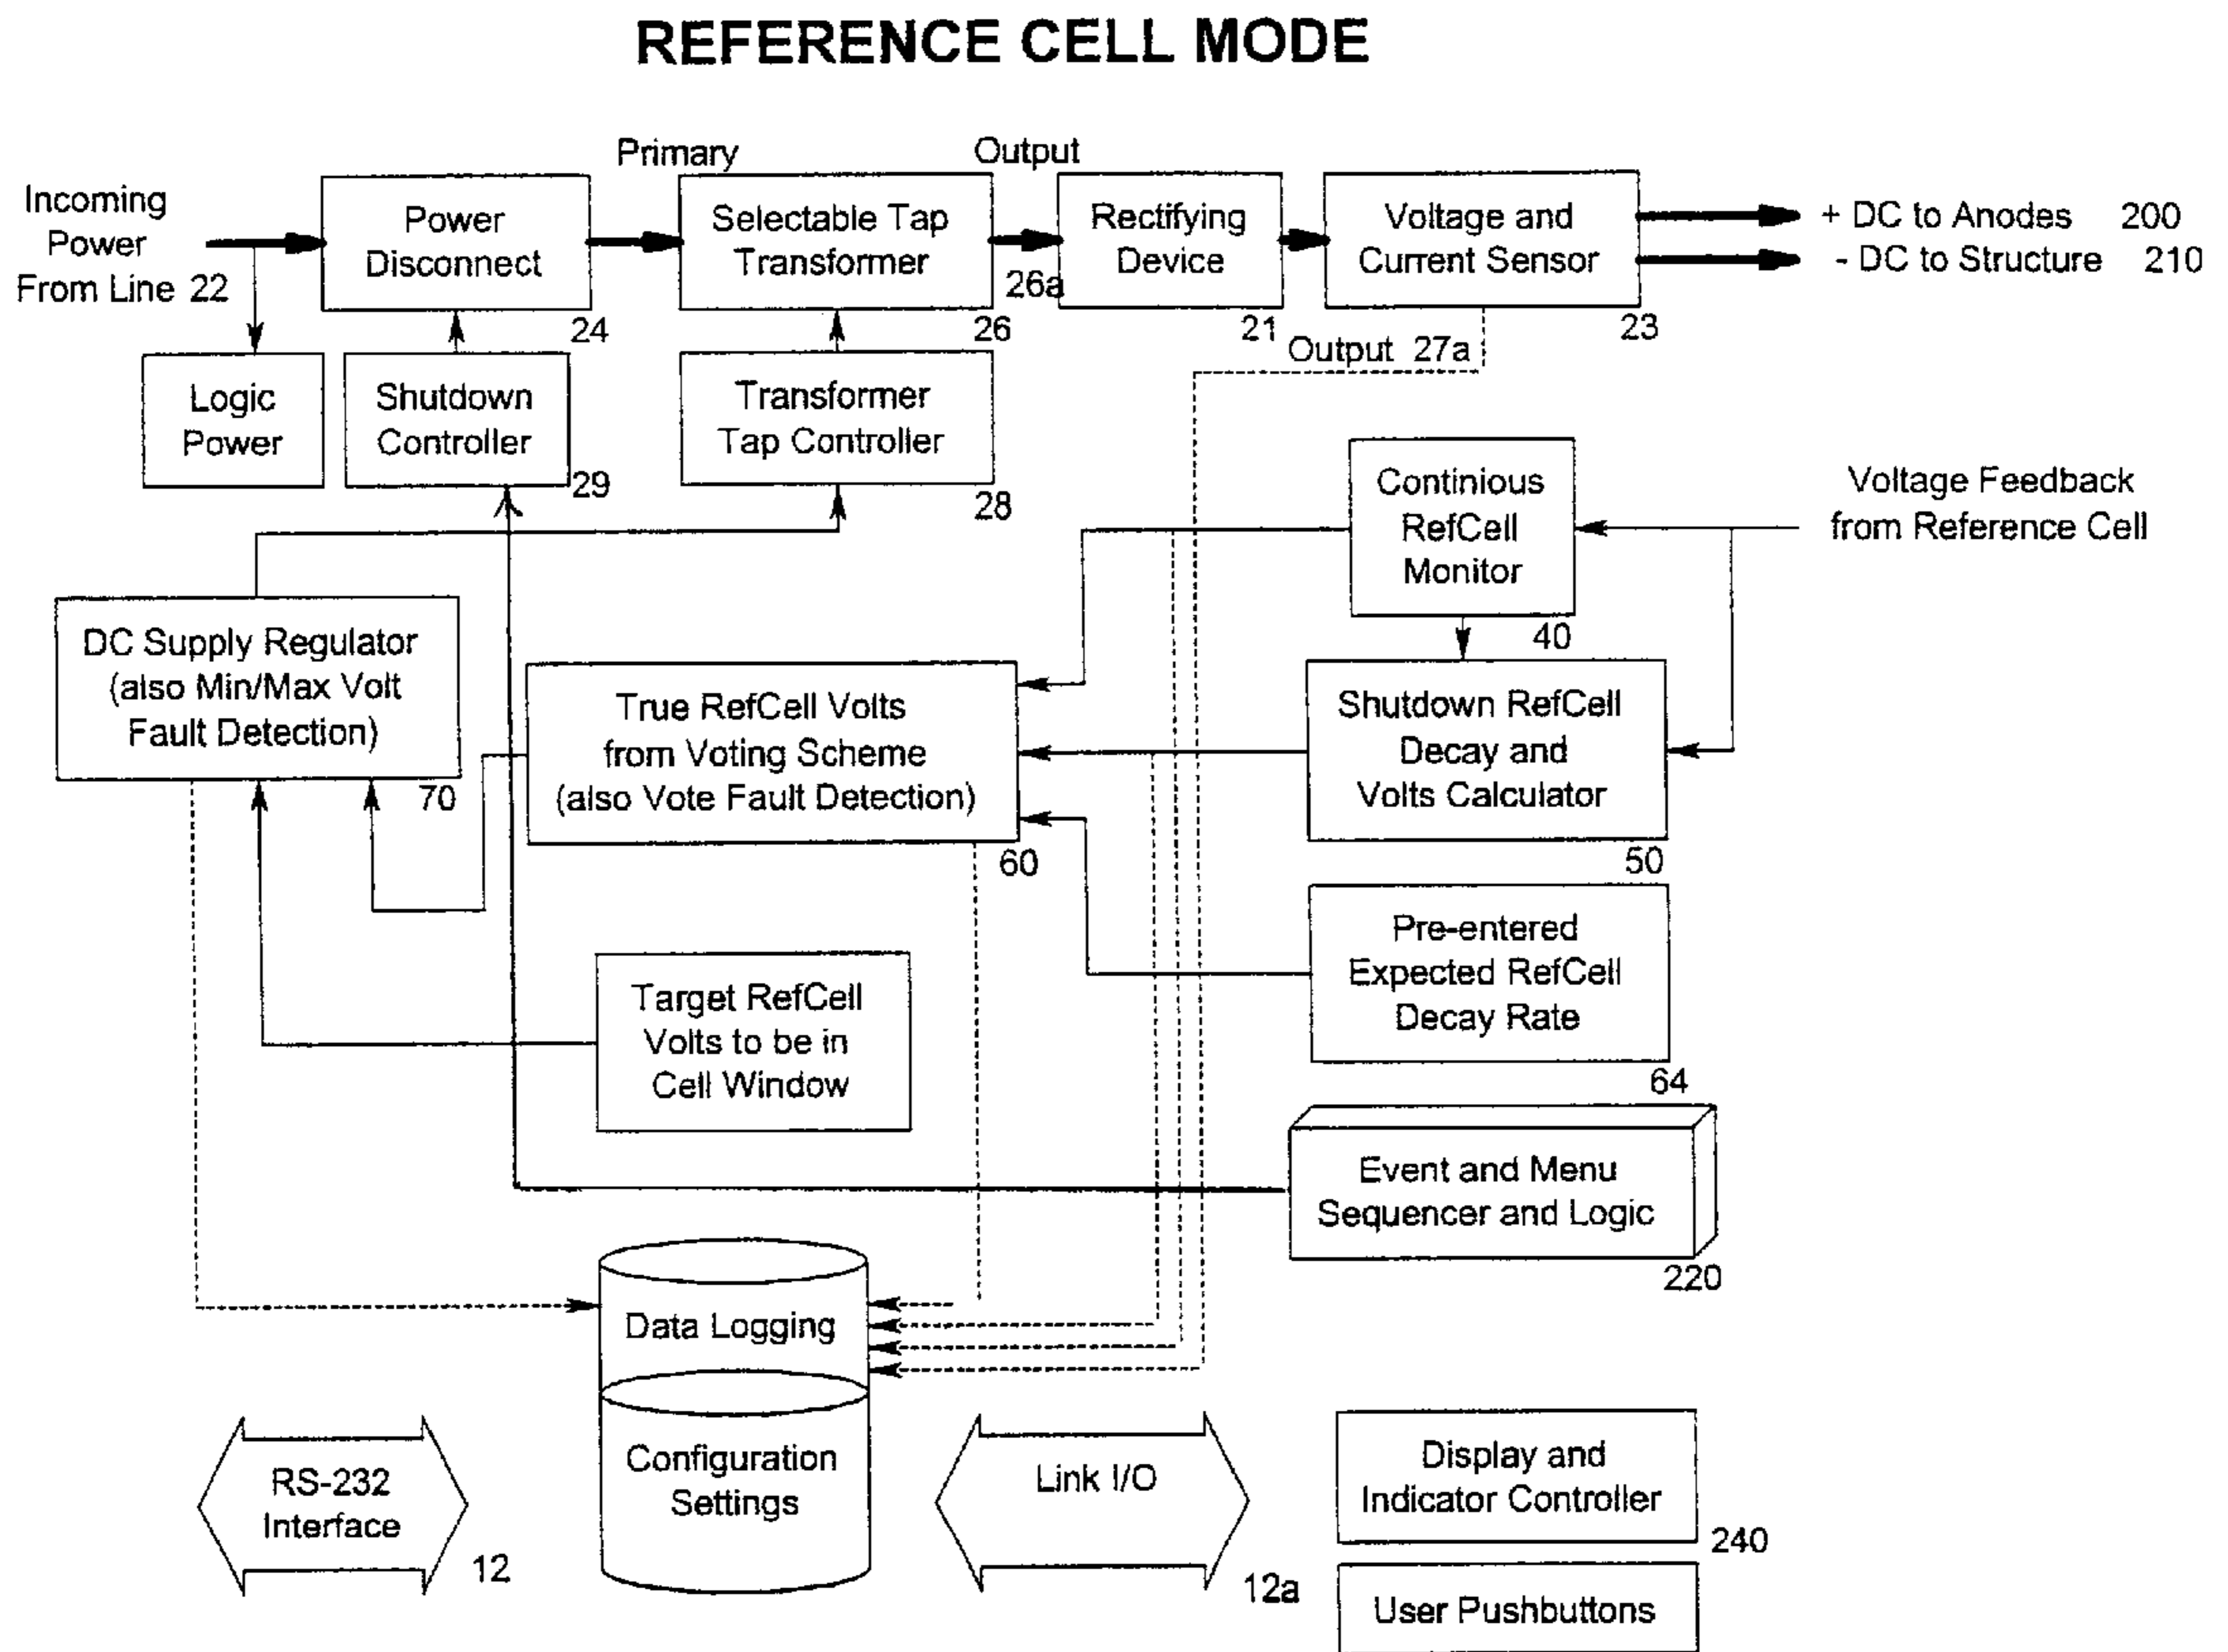 REFERENCE CELL MODE
Primary
Output
Incoming
Power
From Line 22
Power
Disconnect
24
Selectable Tap
Transformer
26a
26
Rectifying
Device
21
Voltage and
Current Sensor
23
+ DC to Anodes 200
- DC to Structure 210
Output 27a
Logic
Power
Shutdown
Controller
29
Transformer
Tap Controller
28
Continious
RefCell
Monitor
40
Voltage Feedback
from Reference Cell
DC Supply Regulator
(also Min/Max Volt
Fault Detection)
70
True RefCell Volts
from Voting Scheme
(also Vote Fault Detection)
60
Shutdown RefCell
Decay and
Volts Calculator
50
Pre-entered
Expected RefCell
Decay Rate
64
Target RefCell
Volts to be in
Cell Window
Event and Menu
Sequencer and Logic
220
Data Logging
Configuration
Settings
RS-232
Interface
12
Link I/O
12a
Display and
Indicator Controller
240
User Pushbuttons